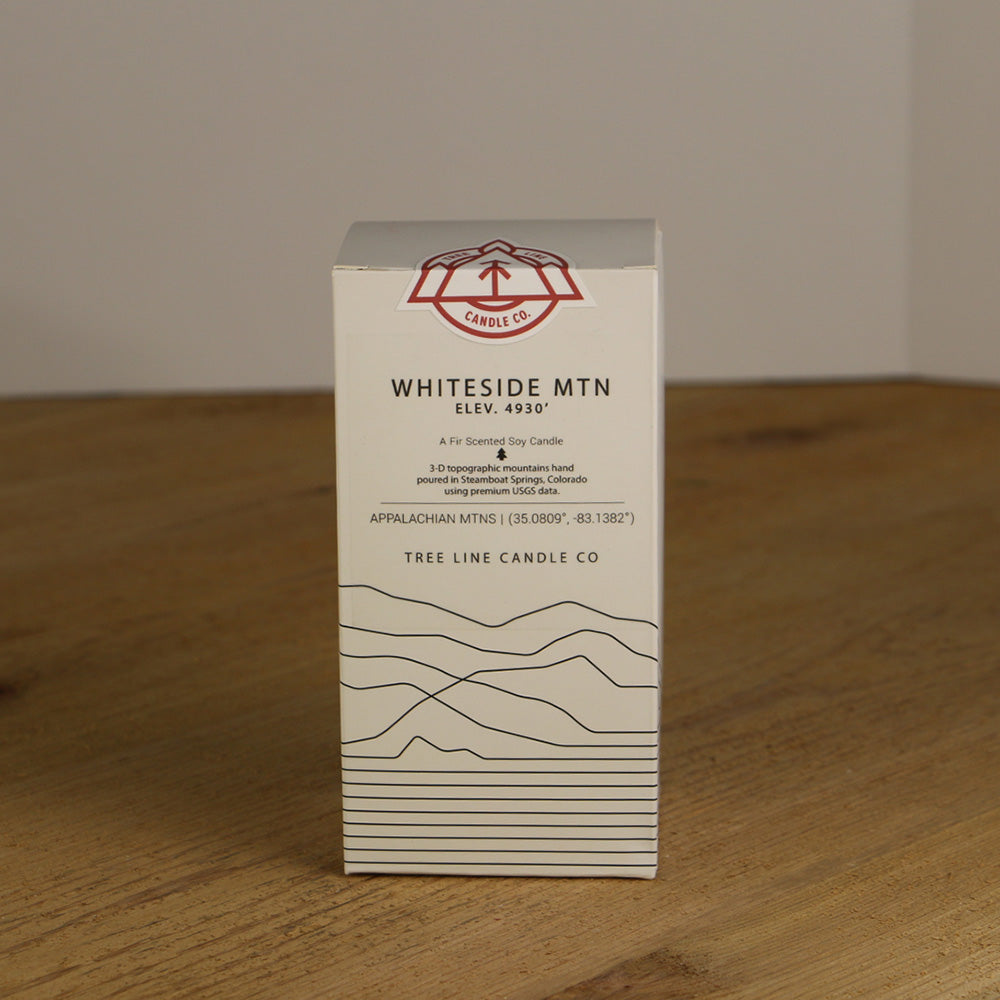 TREE LINE
CANDLE CO.
WHITESIDE MTN
ELEV. 4930'
A Fir Scented Soy Candle
3-D topographic mountains hand
poured in Steamboat Springs, Colorado
using premium USGS data.
APPALACHIAN MTNS | (35.0809°, -83.1382°)
TREE LINE CANDLE CO